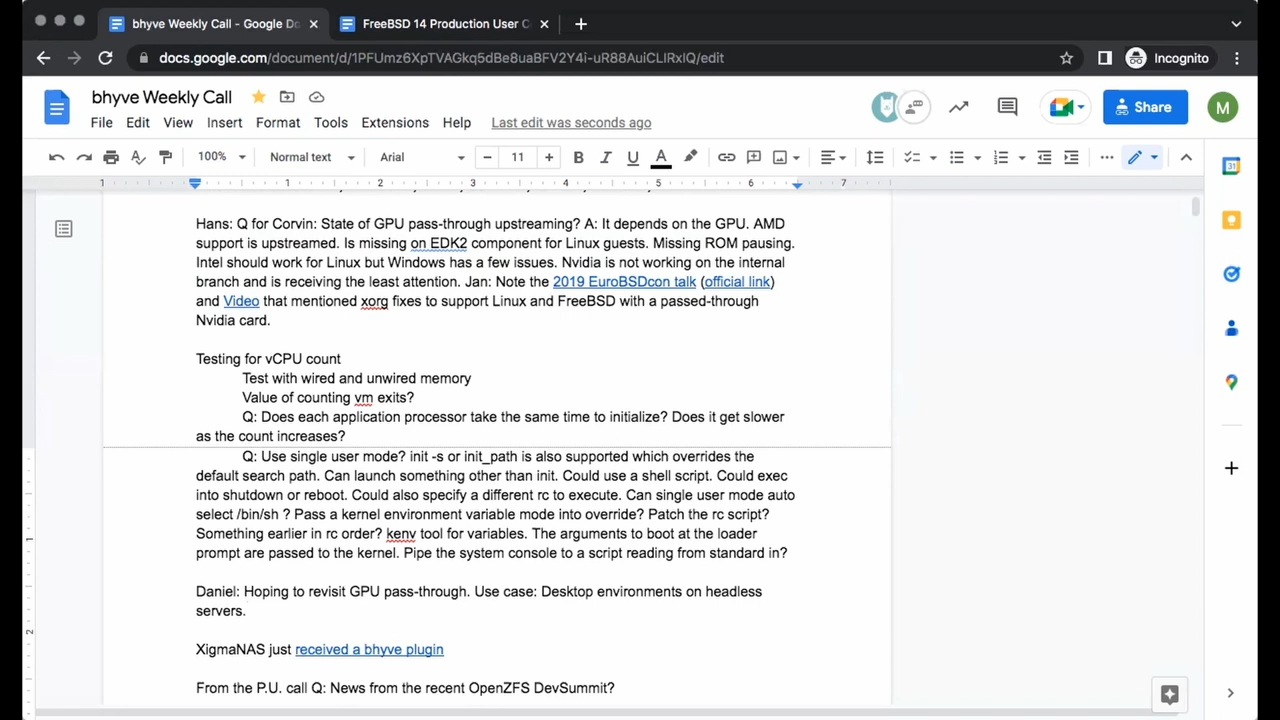 bhyve Weekly Call - Google Do
FreeBSD 14 Production User C
docs.google.com/document/d/1PFUmz6XpTVAGkq5dBe8uaBFV2Y4i-uR88AuiCLlRxlQ/edit
Incognito
bhyve Weekly Call
File Edit View Insert Format Tools Extensions Help Last edit was seconds ago
Share
M
100% Normal text Arial 11 B I U A
1 1 2 3 4 5 6 7
Hans: Q for Corvin: State of GPU pass-through upstreaming? A: It depends on the GPU. AMD
support is upstreamed. Is missing on EDK2 component for Linux guests. Missing ROM pausing.
Intel should work for Linux but Windows has a few issues. Nvidia is not working on the internal
branch and is receiving the least attention. Jan: Note the 2019 EuroBSDcon talk (official link)
and Video that mentioned xorg fixes to support Linux and FreeBSD with a passed-through
Nvidia card.
Testing for vCPU count
Test with wired and unwired memory
Value of counting vm exits?
Q: Does each application processor take the same time to initialize? Does it get slower
as the count increases?
Q: Use single user mode? init -s or init_path is also supported which overrides the
default search path. Can launch something other than init. Could use a shell script. Could exec
into shutdown or reboot. Could also specify a different rc to execute. Can single user mode auto
select /bin/sh ? Pass a kernel environment variable mode into override? Patch the rc script?
Something earlier in rc order? kenv tool for variables. The arguments to boot at the loader
prompt are passed to the kernel. Pipe the system console to a script reading from standard in?
Daniel: Hoping to revisit GPU pass-through. Use case: Desktop environments on headless
servers.
XigmaNAS just received a bhyve plugin
From the P.U. call Q: News from the recent OpenZFS DevSummit?
1
2
31